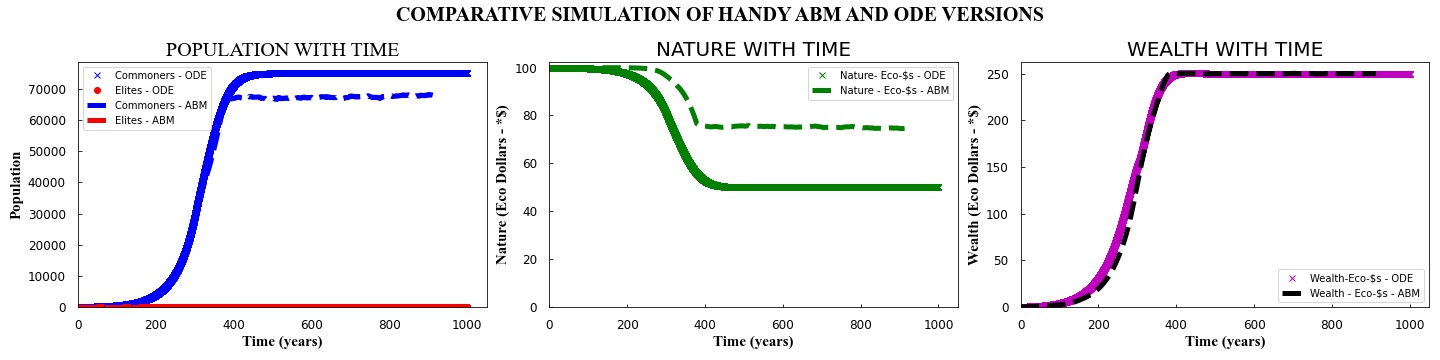 COMPARATIVE SIMULATION OF HANDY ABM AND ODE VERSIONS
POPULATION WITH TIME
Population
70000
60000
50000
40000
30000
20000
10000
0
Commoners - ODE
Elites - ODE
Commoners - ABM
Elites - ABM
0 200 400 600 800 1000
Time (years)
NATURE WITH TIME
Nature (Eco Dollars - *$)
100
80
60
40
20
0
Nature- Eco-$s - ODE
Nature - Eco-$s - ABM
0 200 400 600 800 1000
Time (years)
WEALTH WITH TIME
Wealth (Eco Dollars - *$)
250
200
150
100
50
0
Wealth-Eco-$s - ODE
Wealth - Eco-$s - ABM
0 200 400 600 800 1000
Time (years)